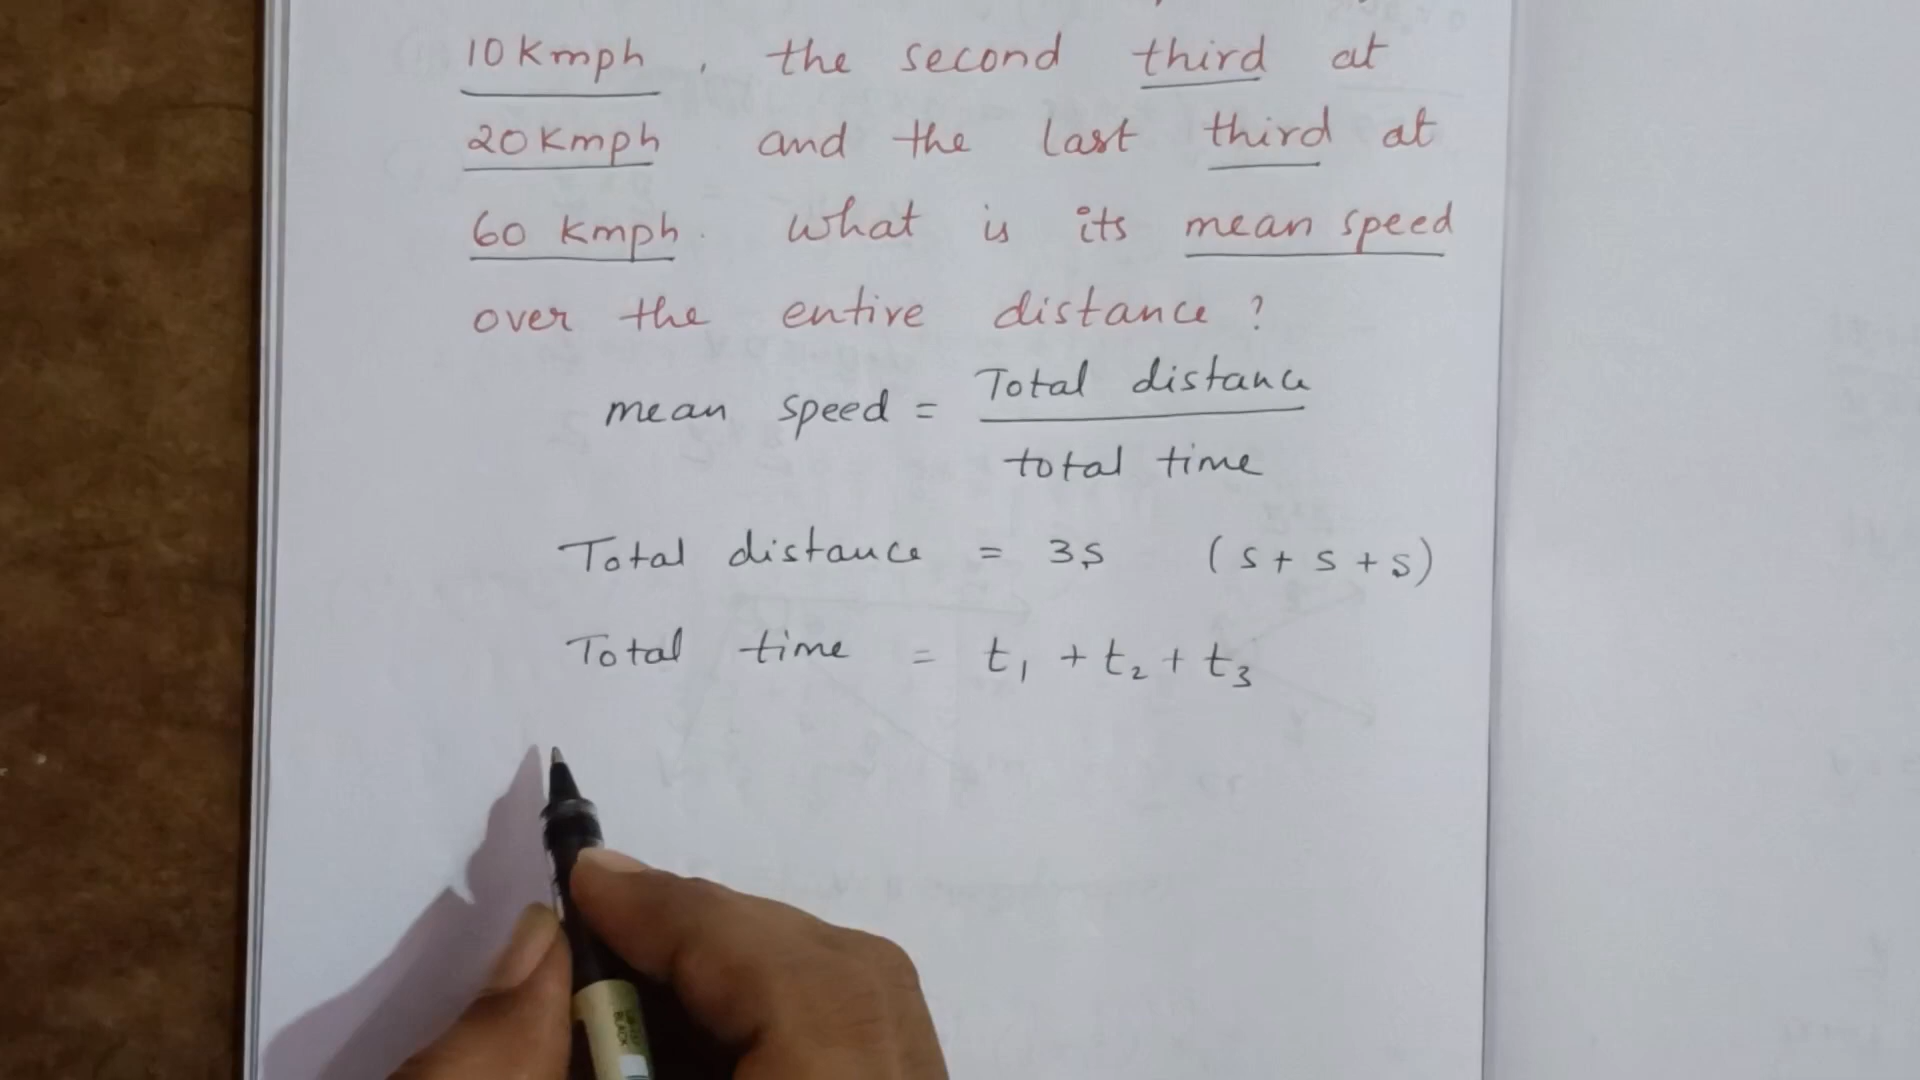 10 Kmph, the second third at
20 Kmph and the last third at
60 Kmph. What is its mean speed
over the entire distance?
mean speed = Total distance
total time
Total distance = 3s (s + s + s)
Total time = t₁ + t₂ + t₃